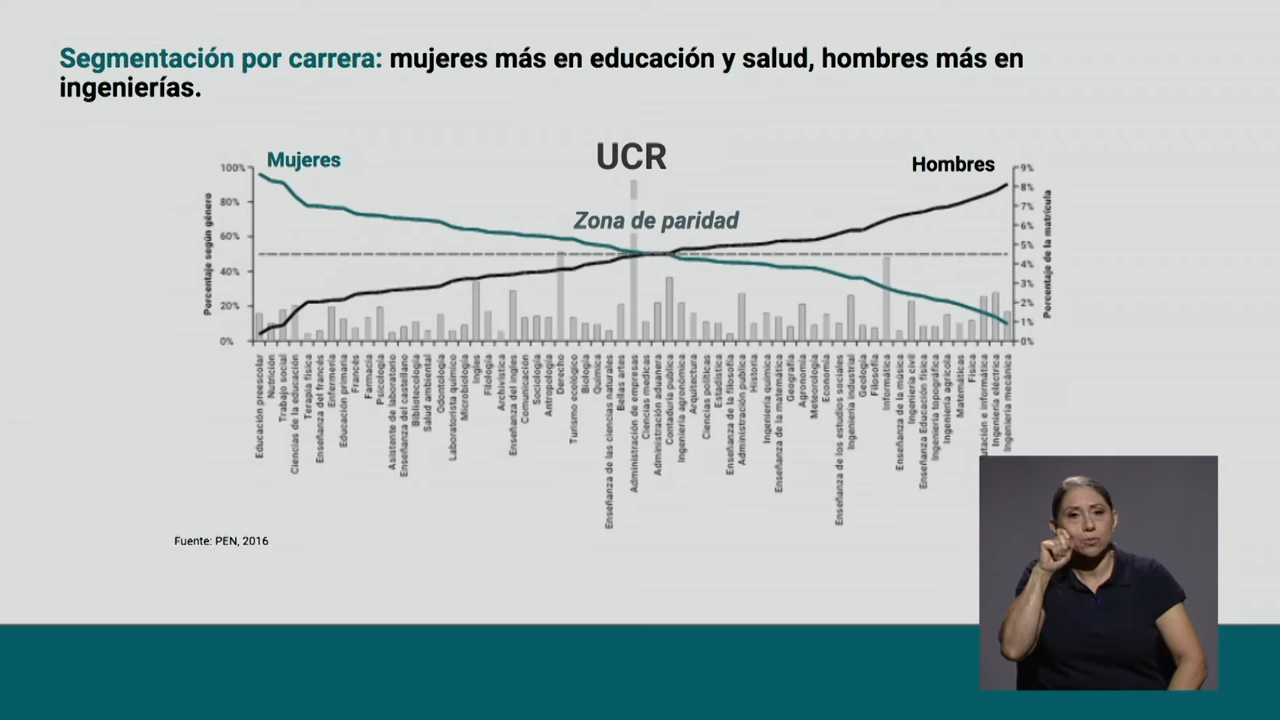 Segmentación por carrera: mujeres más en educación y salud, hombres más en
ingenierías.
UCR
Mujeres
Hombres
Zona de paridad
Porcentaje según género
100%
80%
60%
40%
20%
0%
Porcentaje de la matrícula
9%
8%
7%
6%
5%
4%
3%
2%
1%
0%
Educación preescolar
Nutrición
Trabajo social
Ciencias de la educación
Terapia física
Enseñanza del francés
Enfermería
Educación primaria
Francés
Farmacia
Psicología
Asistente de laboratorio
Enseñanza del castellano
Bibliotecología
Salud ambiental
Odontología
Laboratorista químico
Microbiología
Inglés
Filología
Archivística
Enseñanza del ingles
Comunicación
Sociología
Antropología
Derecho
Turismo ecológico
Biología
Química
Enseñanza de las ciencias naturales
Bellas artes
Administración de empresas
Ciencias médicas
Administración aduanera
Contaduría pública
Ingeniería agronómica
Arquitectura
Ciencias políticas
Estadística
Enseñanza de la filosofía
Administración pública
Historia
Ingeniería química
Enseñanza de la matemática
Geografía
Agronomía
Meteorología
Economía
Enseñanza de los estudios sociales
Ingeniería industrial
Geología
Filosofía
Informática
Enseñanza de la música
Ingeniería civil
Enseñanza Educación física
Ingeniería topográfica
Ingeniería agrícola
Matemáticas
Física
utación e informática
Ingeniería eléctrica
Ingeniería mecánica
Fuente: PEN, 2016